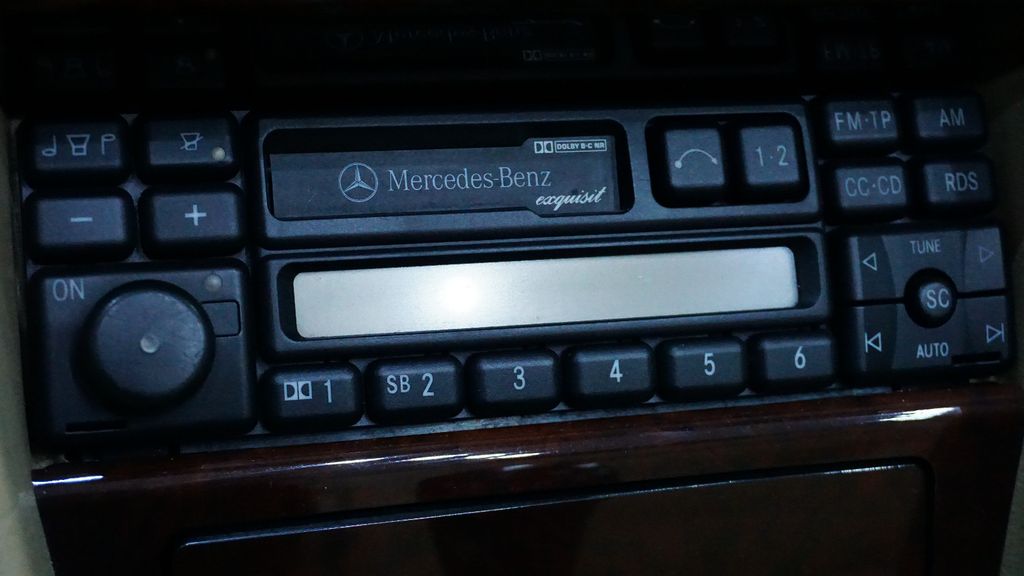 Mercedes-Benz
DOLBY B-C NR
exquisit
1·2
FM·TP
AM
CC·CD
RDS
−
+
ON
TUNE
SC
AUTO
1
SB 2
3
4
5
6